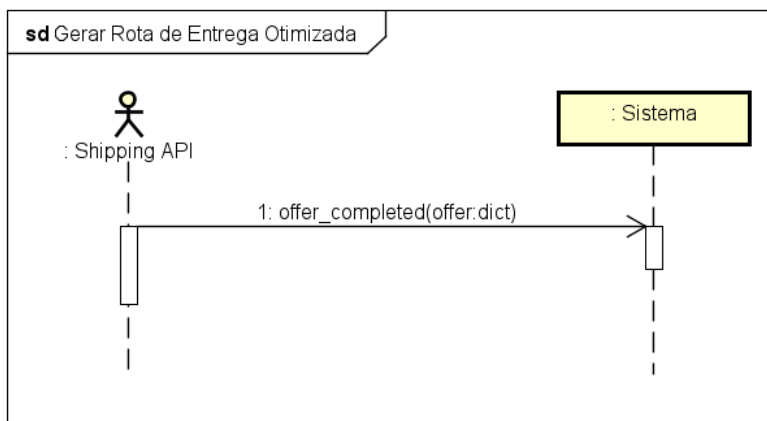 sd Gerar Rota de Entrega Otimizada
: Shipping API
: Sistema
1: offer_completed(offer:dict)